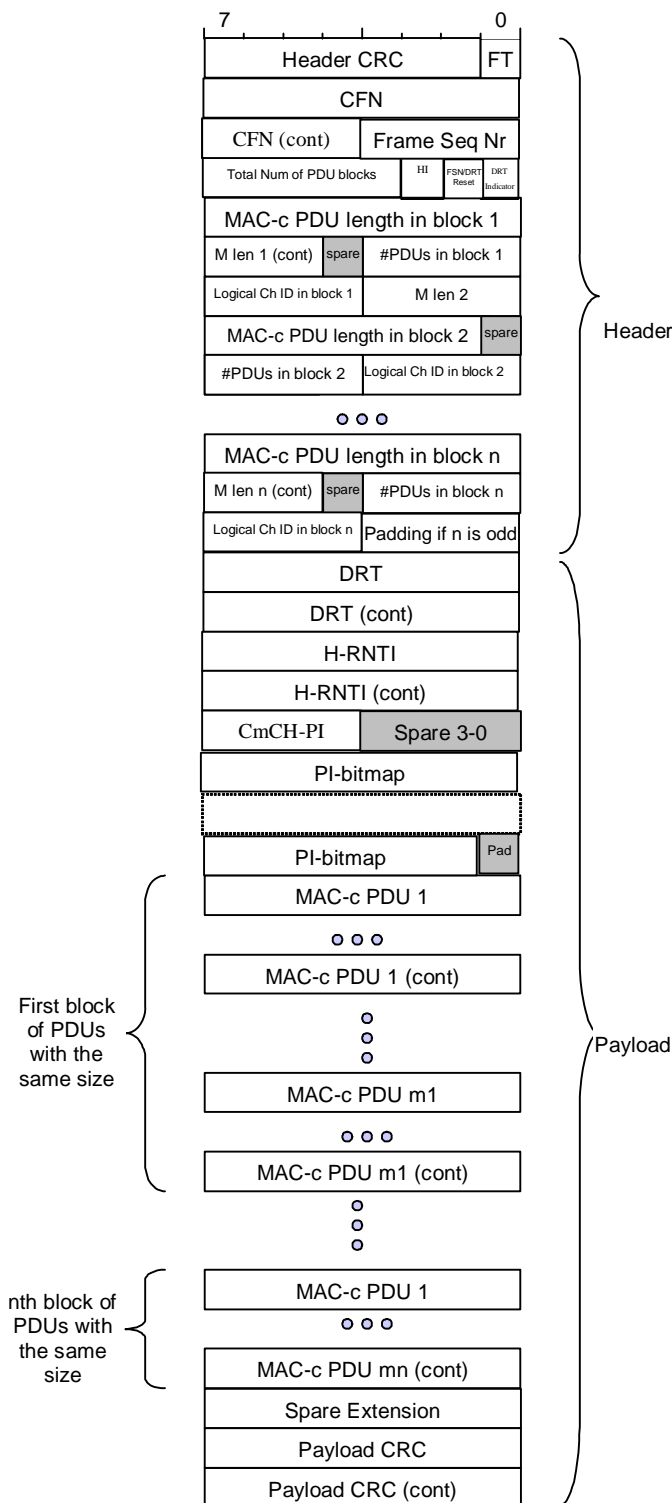 7 0
Header CRC FT
CFN
CFN (cont) Frame Seq Nr
Total Num of PDU blocks HI FSN/DRT Reset DRT Indicator
MAC-c PDU length in block 1
M len 1 (cont) spare #PDUs in block 1
Logical Ch ID in block 1 M len 2
MAC-c PDU length in block 2 spare
Header
#PDUs in block 2 Logical Ch ID in block 2
MAC-c PDU length in block n
M len n (cont) spare #PDUs in block n
Logical Ch ID in block n Padding if n is odd
DRT
DRT (cont)
H-RNTI
H-RNTI (cont)
CmCH-PI Spare 3-0
PI-bitmap
PI-bitmap Pad
MAC-c PDU 1
MAC-c PDU 1 (cont)
First block
of PDUs
with the
same size
Payload
MAC-c PDU m1
MAC-c PDU m1 (cont)
MAC-c PDU 1
nth block of
PDUs with
the same
size
MAC-c PDU mn (cont)
Spare Extension
Payload CRC
Payload CRC (cont)